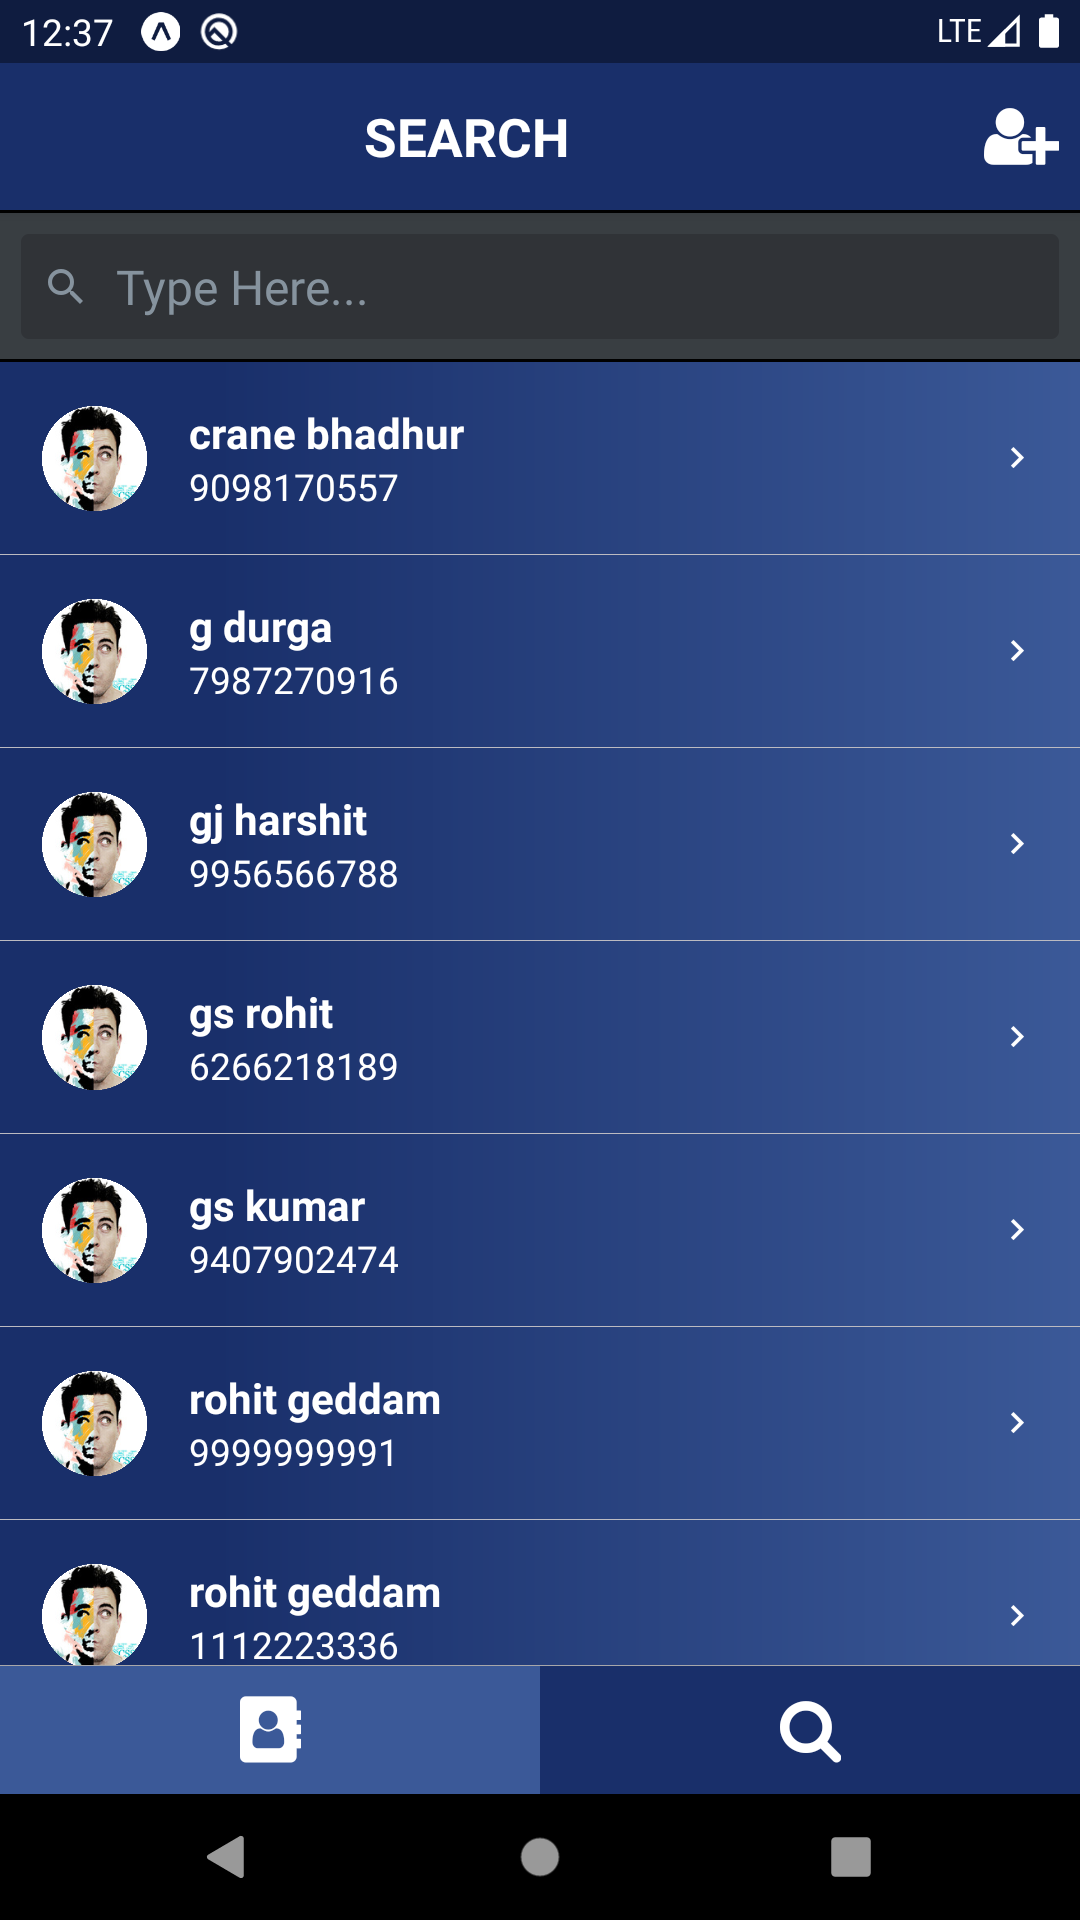 12:37 LTE
SEARCH
Type Here...
crane bhadhur
9098170557
g durga
7987270916
gj harshit
9956566788
gs rohit
6266218189
gs kumar
9407902474
rohit geddam
9999999991
rohit geddam
1112223336